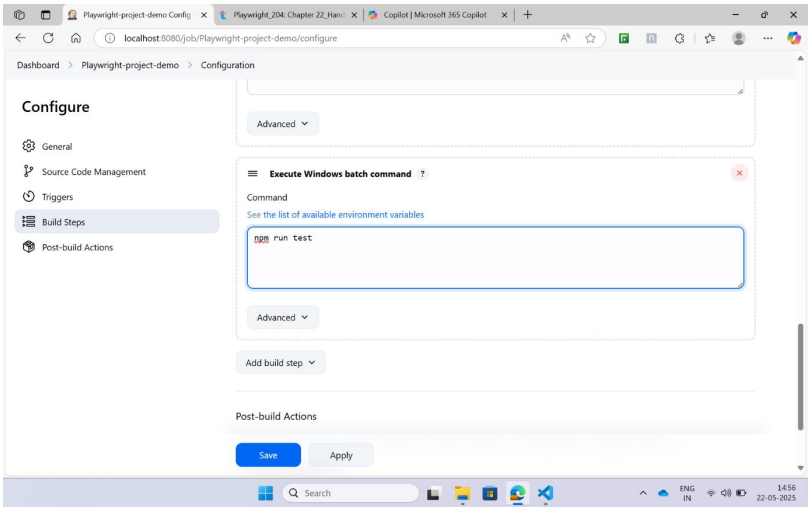 Playwright-project-demo Config
Playwright_204: Chapter 22_Hand
Copilot | Microsoft 365 Copilot
localhost:8080/job/Playwright-project-demo/configure
Dashboard > Playwright-project-demo > Configuration
Configure
General
Source Code Management
Triggers
Build Steps
Post-build Actions
Advanced
Execute Windows batch command ?
Command
See the list of available environment variables
npm run test
Advanced
Add build step
Post-build Actions
Save
Apply
Search
ENG
IN
14:56
22-05-2025